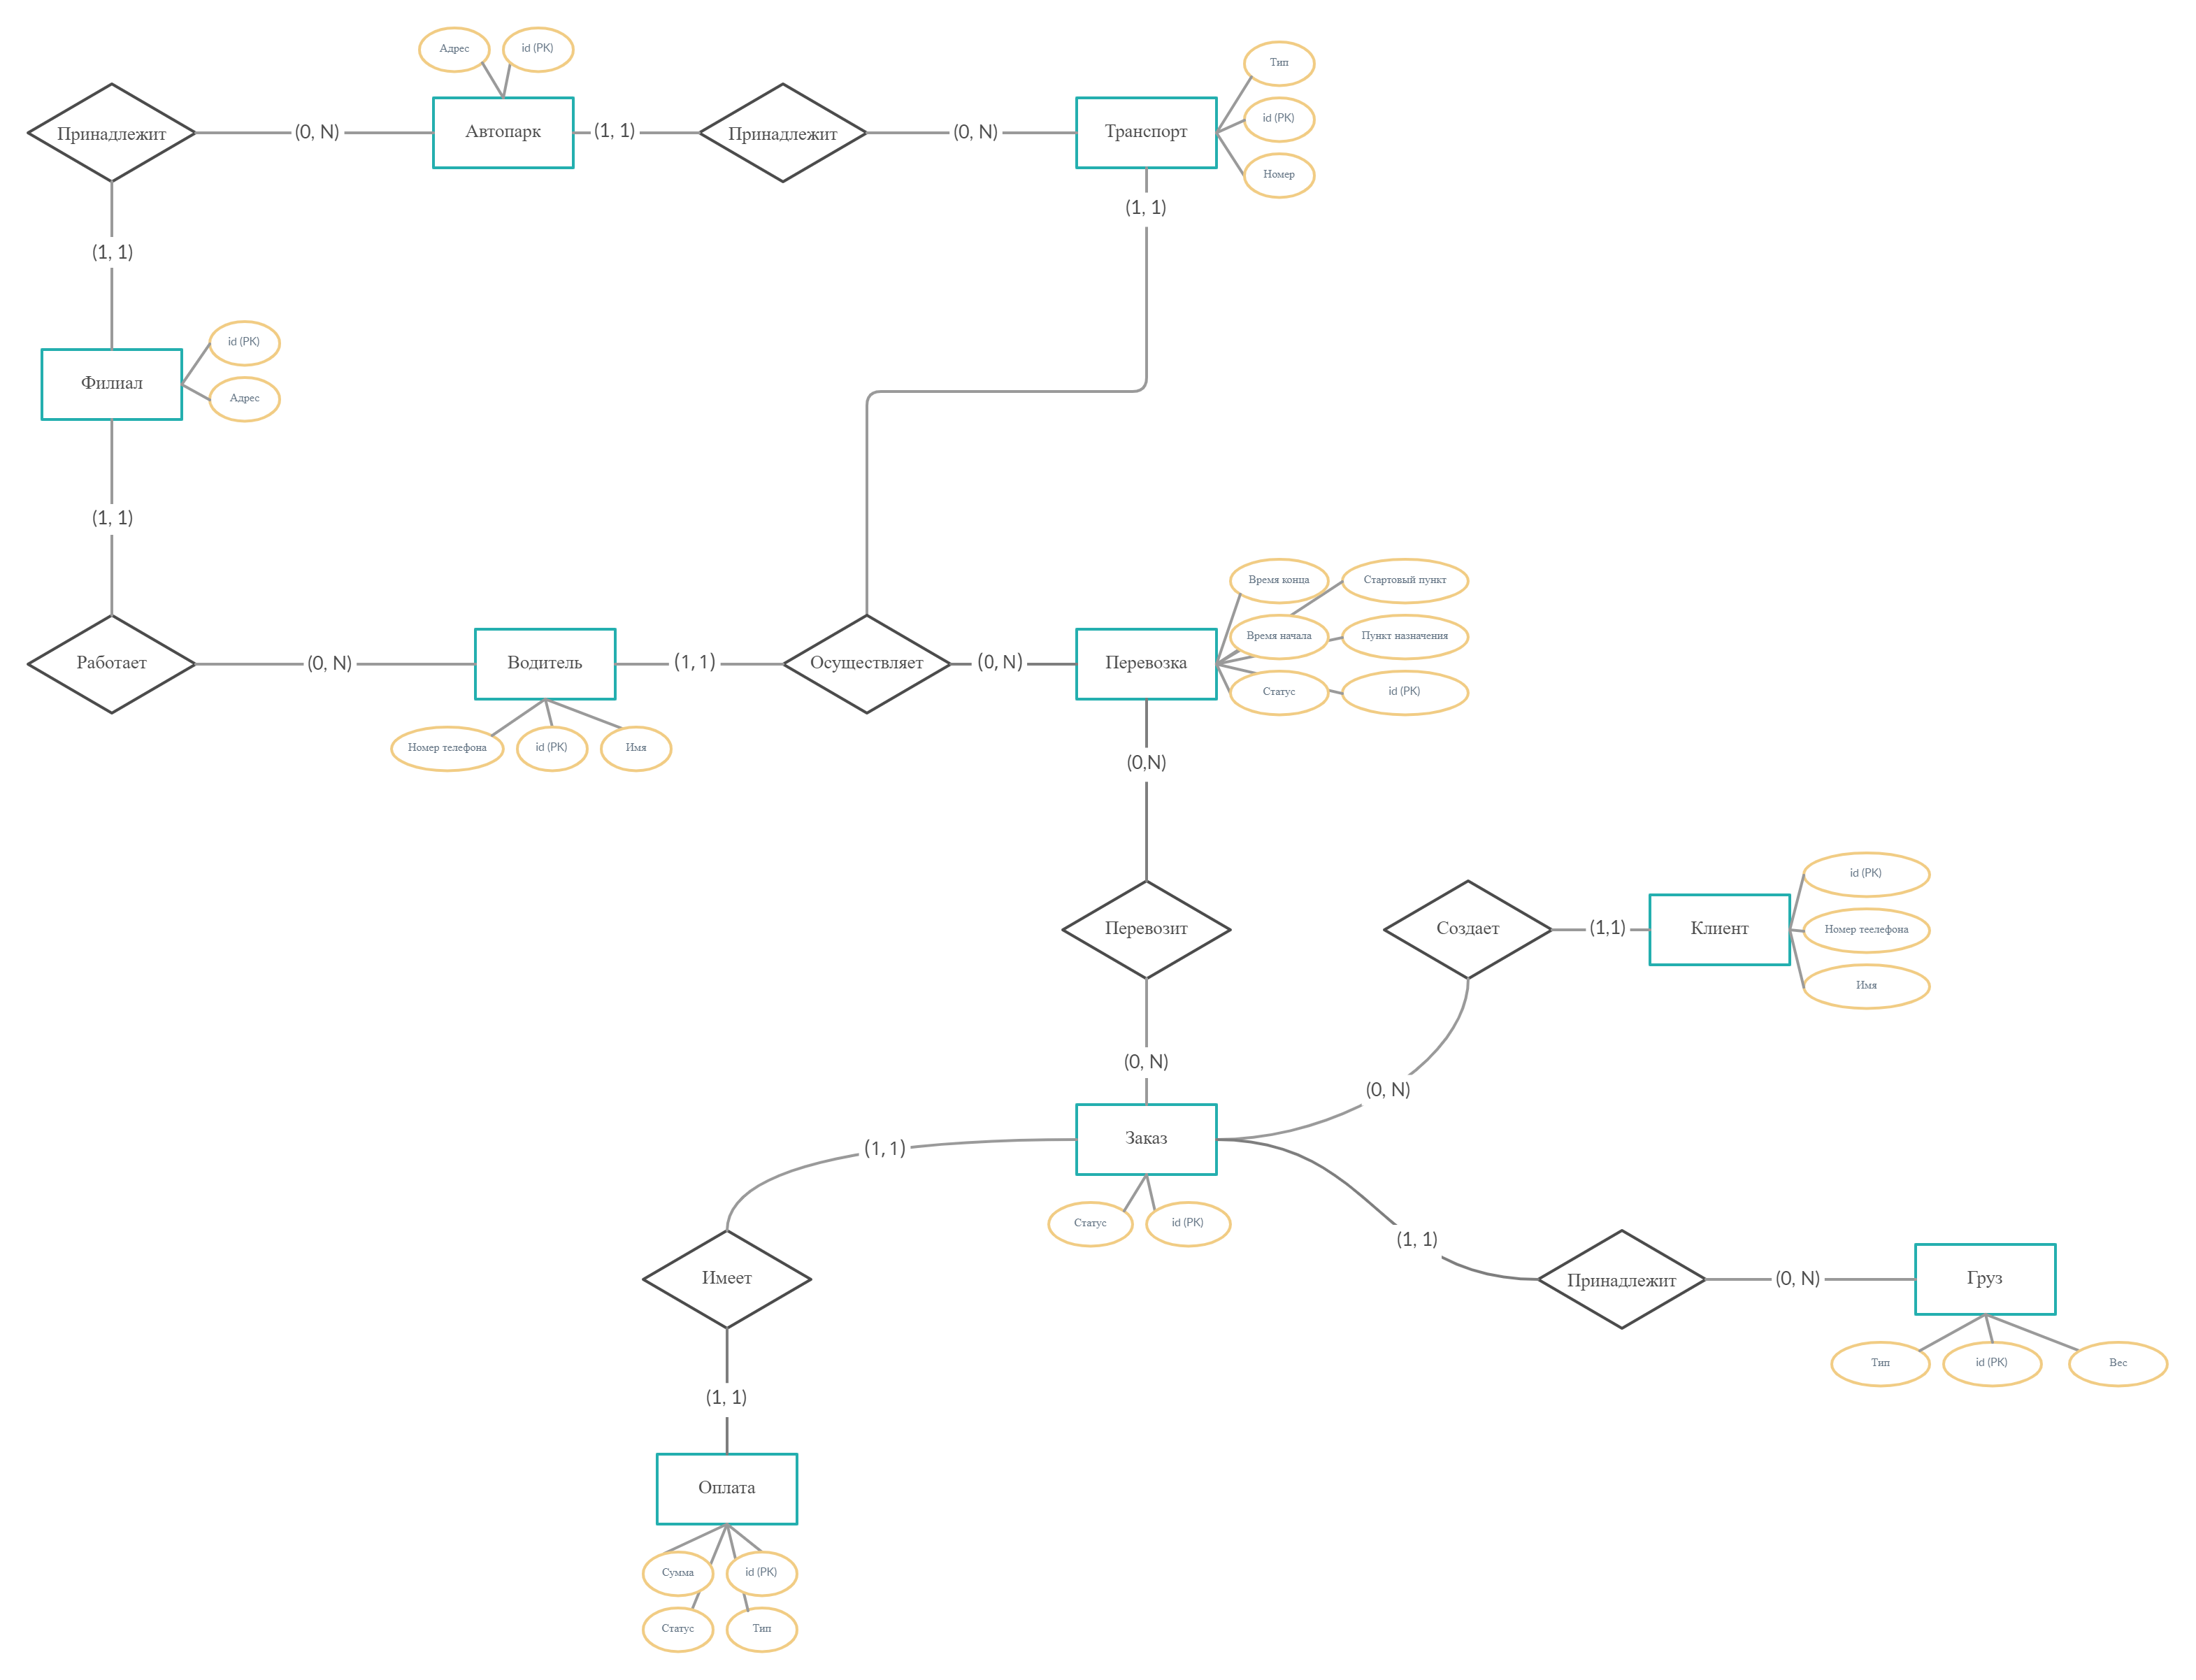 Адрес
id (PK)
Тип
id (PK)
Номер
Принадлежит
(0, N)
Автопарк
(1, 1)
Принадлежит
(0, N)
Транспорт
(1, 1)
(1, 1)
Филиал
id (PK)
Адрес
(1, 1)
Работает
(0, N)
Водитель
(1, 1)
Осуществляет
(0, N)
Перевозка
Время конца
Стартовый пункт
Время начала
Пункт назначения
Статус
id (PK)
Номер телефона
id (PK)
Имя
(0,N)
Перевозит
Создает
(1,1)
Клиент
id (PK)
Номер теелефона
Имя
(0, N)
(0, N)
(1, 1)
Заказ
Статус
id (PK)
(1, 1)
Имеет
Принадлежит
(0, N)
Груз
Тип
id (PK)
Вес
(1, 1)
Оплата
Сумма
id (PK)
Статус
Тип